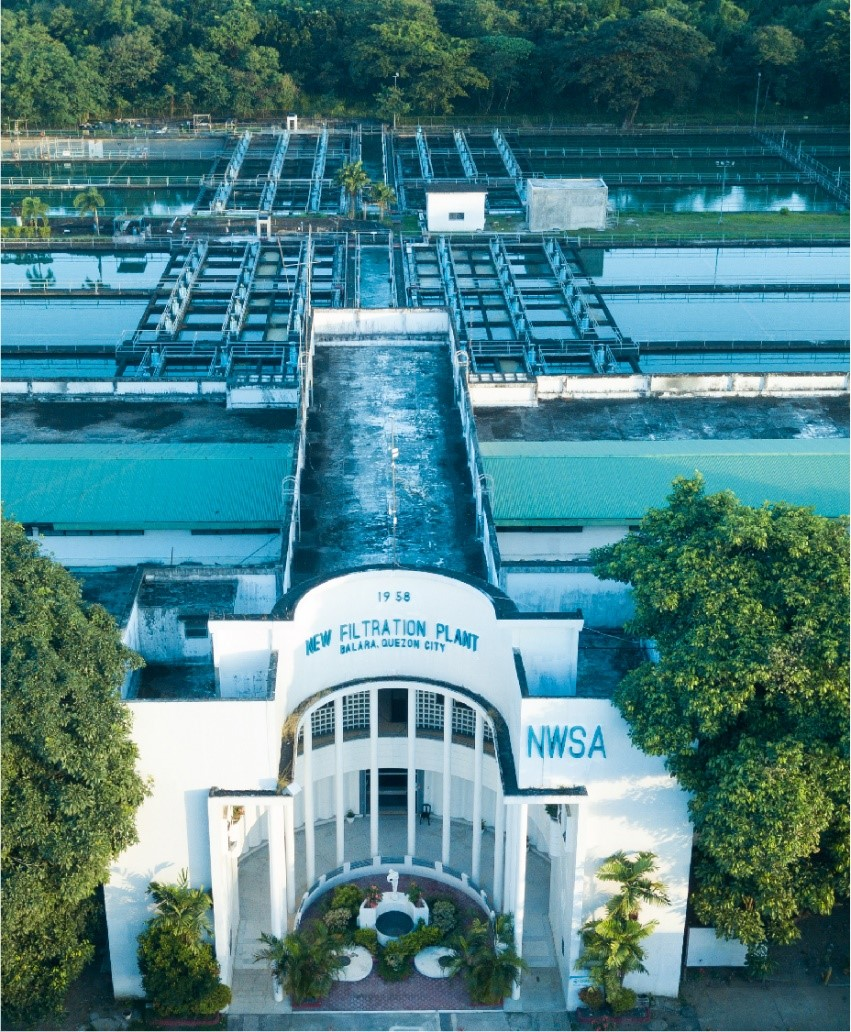 1958
NEW FILTRATION PLANT
BALARA, QUEZON CITY
NWSA